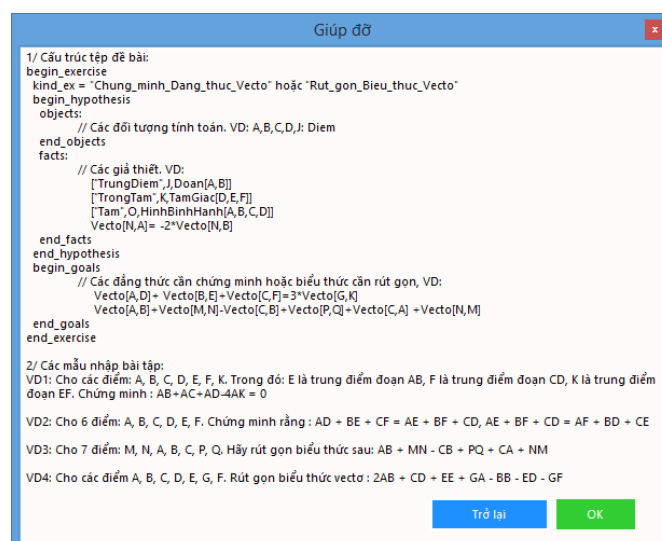 Giúp đỡ
x
1/ Cấu trúc tệp đề bài:
begin_exercise
kind_ex = "Chung_minh_Dang_thuc_Vecto" hoặc "Rut_gon_Bieu_thuc_Vecto"
begin_hypothesis
objects:
// Các đối tượng tính toán. VD: A,B,C,D,J: Diem
end_objects
facts:
// Các giả thiết. VD:
["TrungDiem",J,Doan[A,B]]
["TrongTam",K,TamGiac[D,E,F]]
["Tam",O,HinhBinhHanh[A,B,C,D]]
Vecto[N,A]= -2*Vecto[N,B]
end_facts
end_hypothesis
begin_goals
// Các đẳng thức cần chứng minh hoặc biểu thức cần rút gọn, VD:
Vecto[A,D]+ Vecto[B,E]+Vecto[C,F]=3*Vecto[G,K]
Vecto[A,B]+Vecto[M,N]-Vecto[C,B]+Vecto[P,Q]+Vecto[C,A] +Vecto[N,M]
end_goals
end_exercise
2/ Các mẫu nhập bài tập:
VD1: Cho các điểm: A, B, C, D, E, F, K. Trong đó: E là trung điểm đoạn AB, F là trung điểm đoạn CD, K là trung điểm
đoạn EF. Chứng minh : AB+AC+AD-4AK = 0
VD2: Cho 6 điểm: A, B, C, D, E, F. Chứng minh rằng : AD + BE + CF = AE + BF + CD, AE + BF + CD = AF + BD + CE
VD3: Cho 7 điểm: M, N, A, B, C, P, Q. Hãy rút gọn biểu thức sau: AB + MN - CB + PQ + CA + NM
VD4: Cho các điểm A, B, C, D, E, G, F. Rút gọn biểu thức vectơ : 2AB + CD + EE + GA - BB - ED - GF
Trở lại
OK